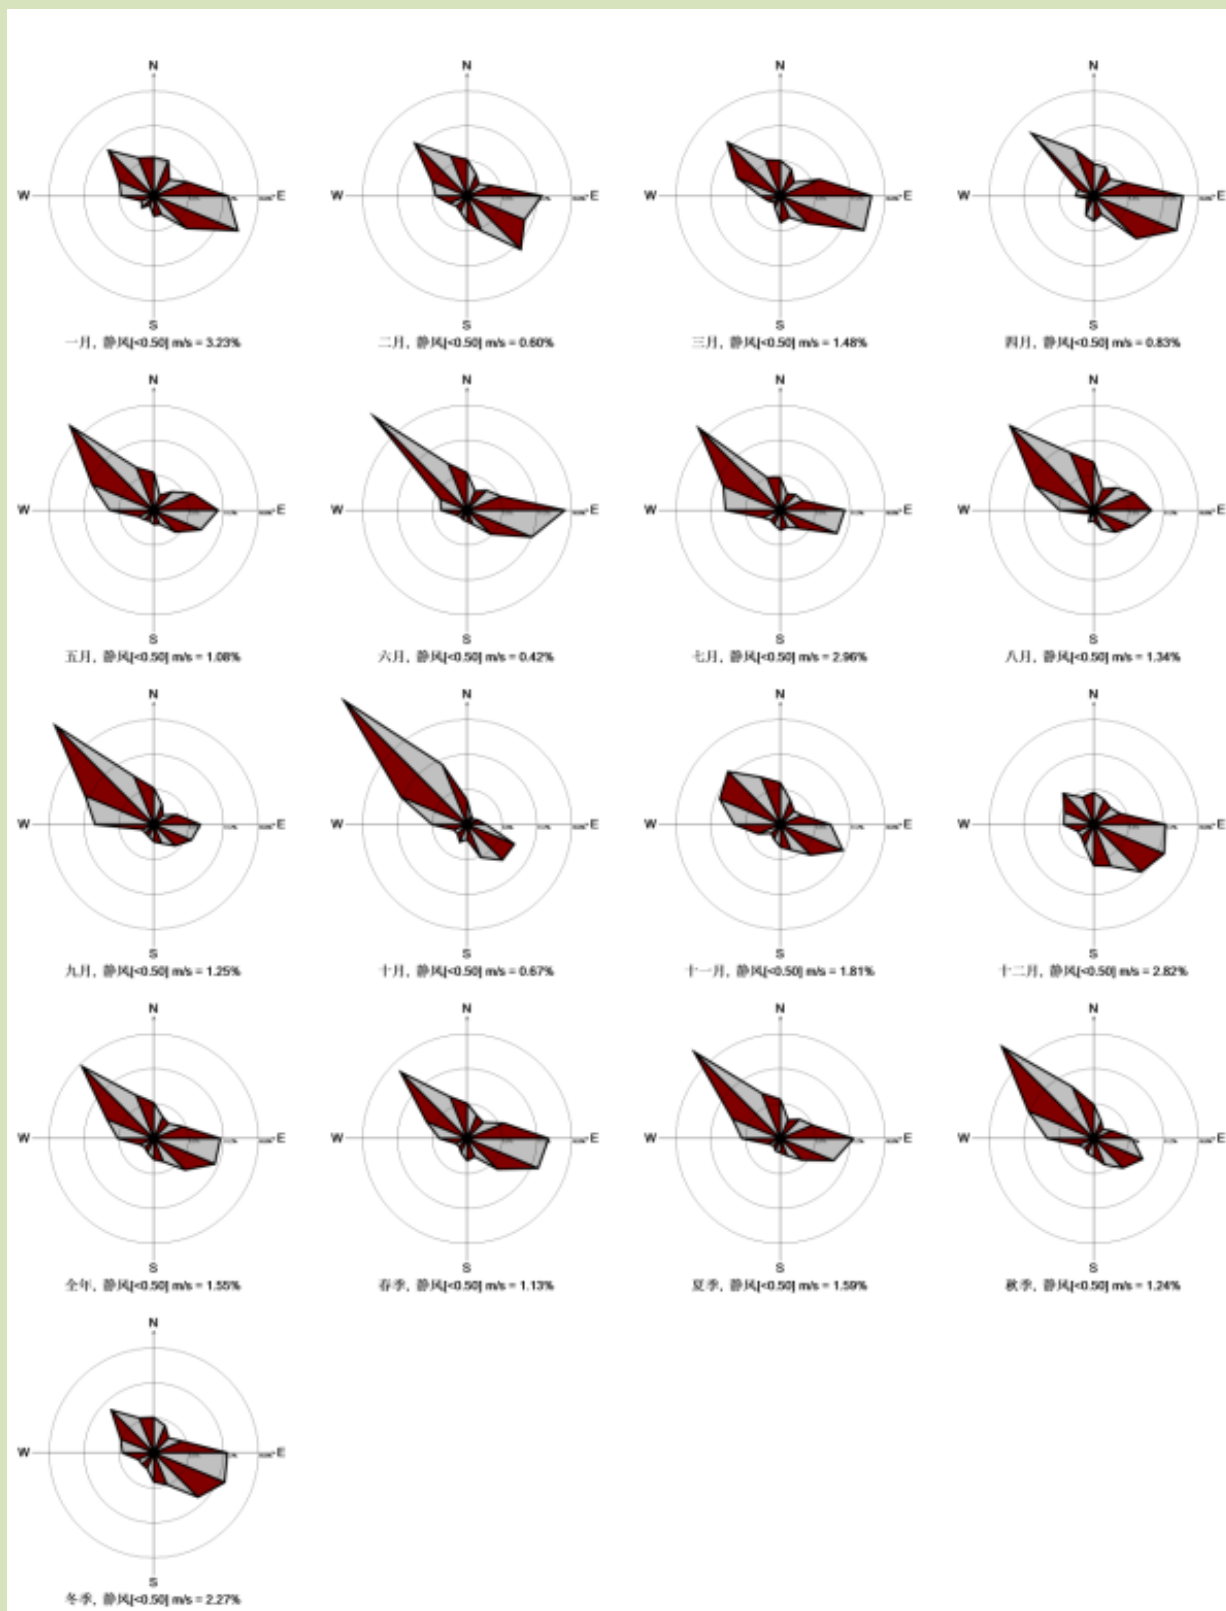 N
N
N
N
W
E
W
E
W
E
W
E
S
S
S
S
一月, 静风[<0.50] m/s = 3.23%
二月, 静风[<0.50] m/s = 0.60%
三月, 静风[<0.50] m/s = 1.48%
四月, 静风[<0.50] m/s = 0.83%
N
N
N
N
W
E
W
E
W
E
W
E
S
S
S
S
五月, 静风[<0.50] m/s = 1.08%
六月, 静风[<0.50] m/s = 0.42%
七月, 静风[<0.50] m/s = 2.96%
八月, 静风[<0.50] m/s = 1.34%
N
N
N
N
W
E
W
E
W
E
W
E
S
S
S
S
九月, 静风[<0.50] m/s = 1.25%
十月, 静风[<0.50] m/s = 0.67%
十一月, 静风[<0.50] m/s = 1.81%
十二月, 静风[<0.50] m/s = 2.82%
N
N
N
N
W
E
W
E
W
E
W
E
S
S
S
S
全年, 静风[<0.50] m/s = 1.55%
春季, 静风[<0.50] m/s = 1.13%
夏季, 静风[<0.50] m/s = 1.59%
秋季, 静风[<0.50] m/s = 1.24%
N
W
E
S
冬季, 静风[<0.50] m/s = 2.27%